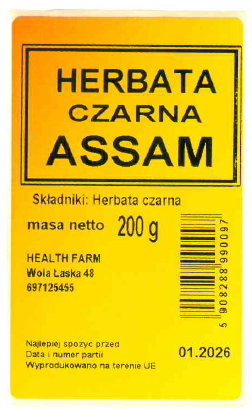 HERBATA
CZARNA
ASSAM
Składniki: Herbata czarna
masa netto 200 g
HEALTH FARM
Wola Łaska 48
697125455
5 908288 990097
Najlepiej spożyć przed
Data i numer partii
01.2026
Wyprodukowano na terenie UE